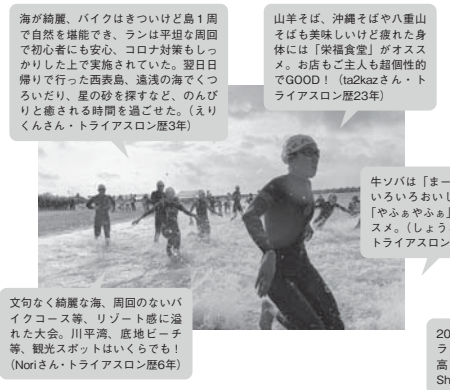 海が綺麗、バイクはきついけど島1周
で自然を堪能でき、ランは平坦な周回
で初心者にも安心、コロナ対策もしっ
かりした上で実施されていた。翌日日
帰りで行った西表島、遠浅の海でくつ
ろいだり、星の砂を探すなど、のんび
りと癒される時間を過ごせた。(えり
くんさん・トライアスロン歴3年)
山羊そば、沖縄そばや八重山
そばも美味しいけど疲れた身
体には「栄福食堂」がオスス
メ。お店もご主人も超個性的
でGOOD!(ta2kazさん・ト
ライアスロン歴23年)
牛ソバは「まー
いろいろおいし
「やふぁやふぁ」
スメ。(しょう
トライアスロン
文句なく綺麗な海、周回のないバ
イクコース等、リゾート感に溢
れた大会。川平湾、底地ビーチ
等、観光スポットはいくらでも!
(Noriさん・トライアスロン歴6年)
20
ラ
高
Sh